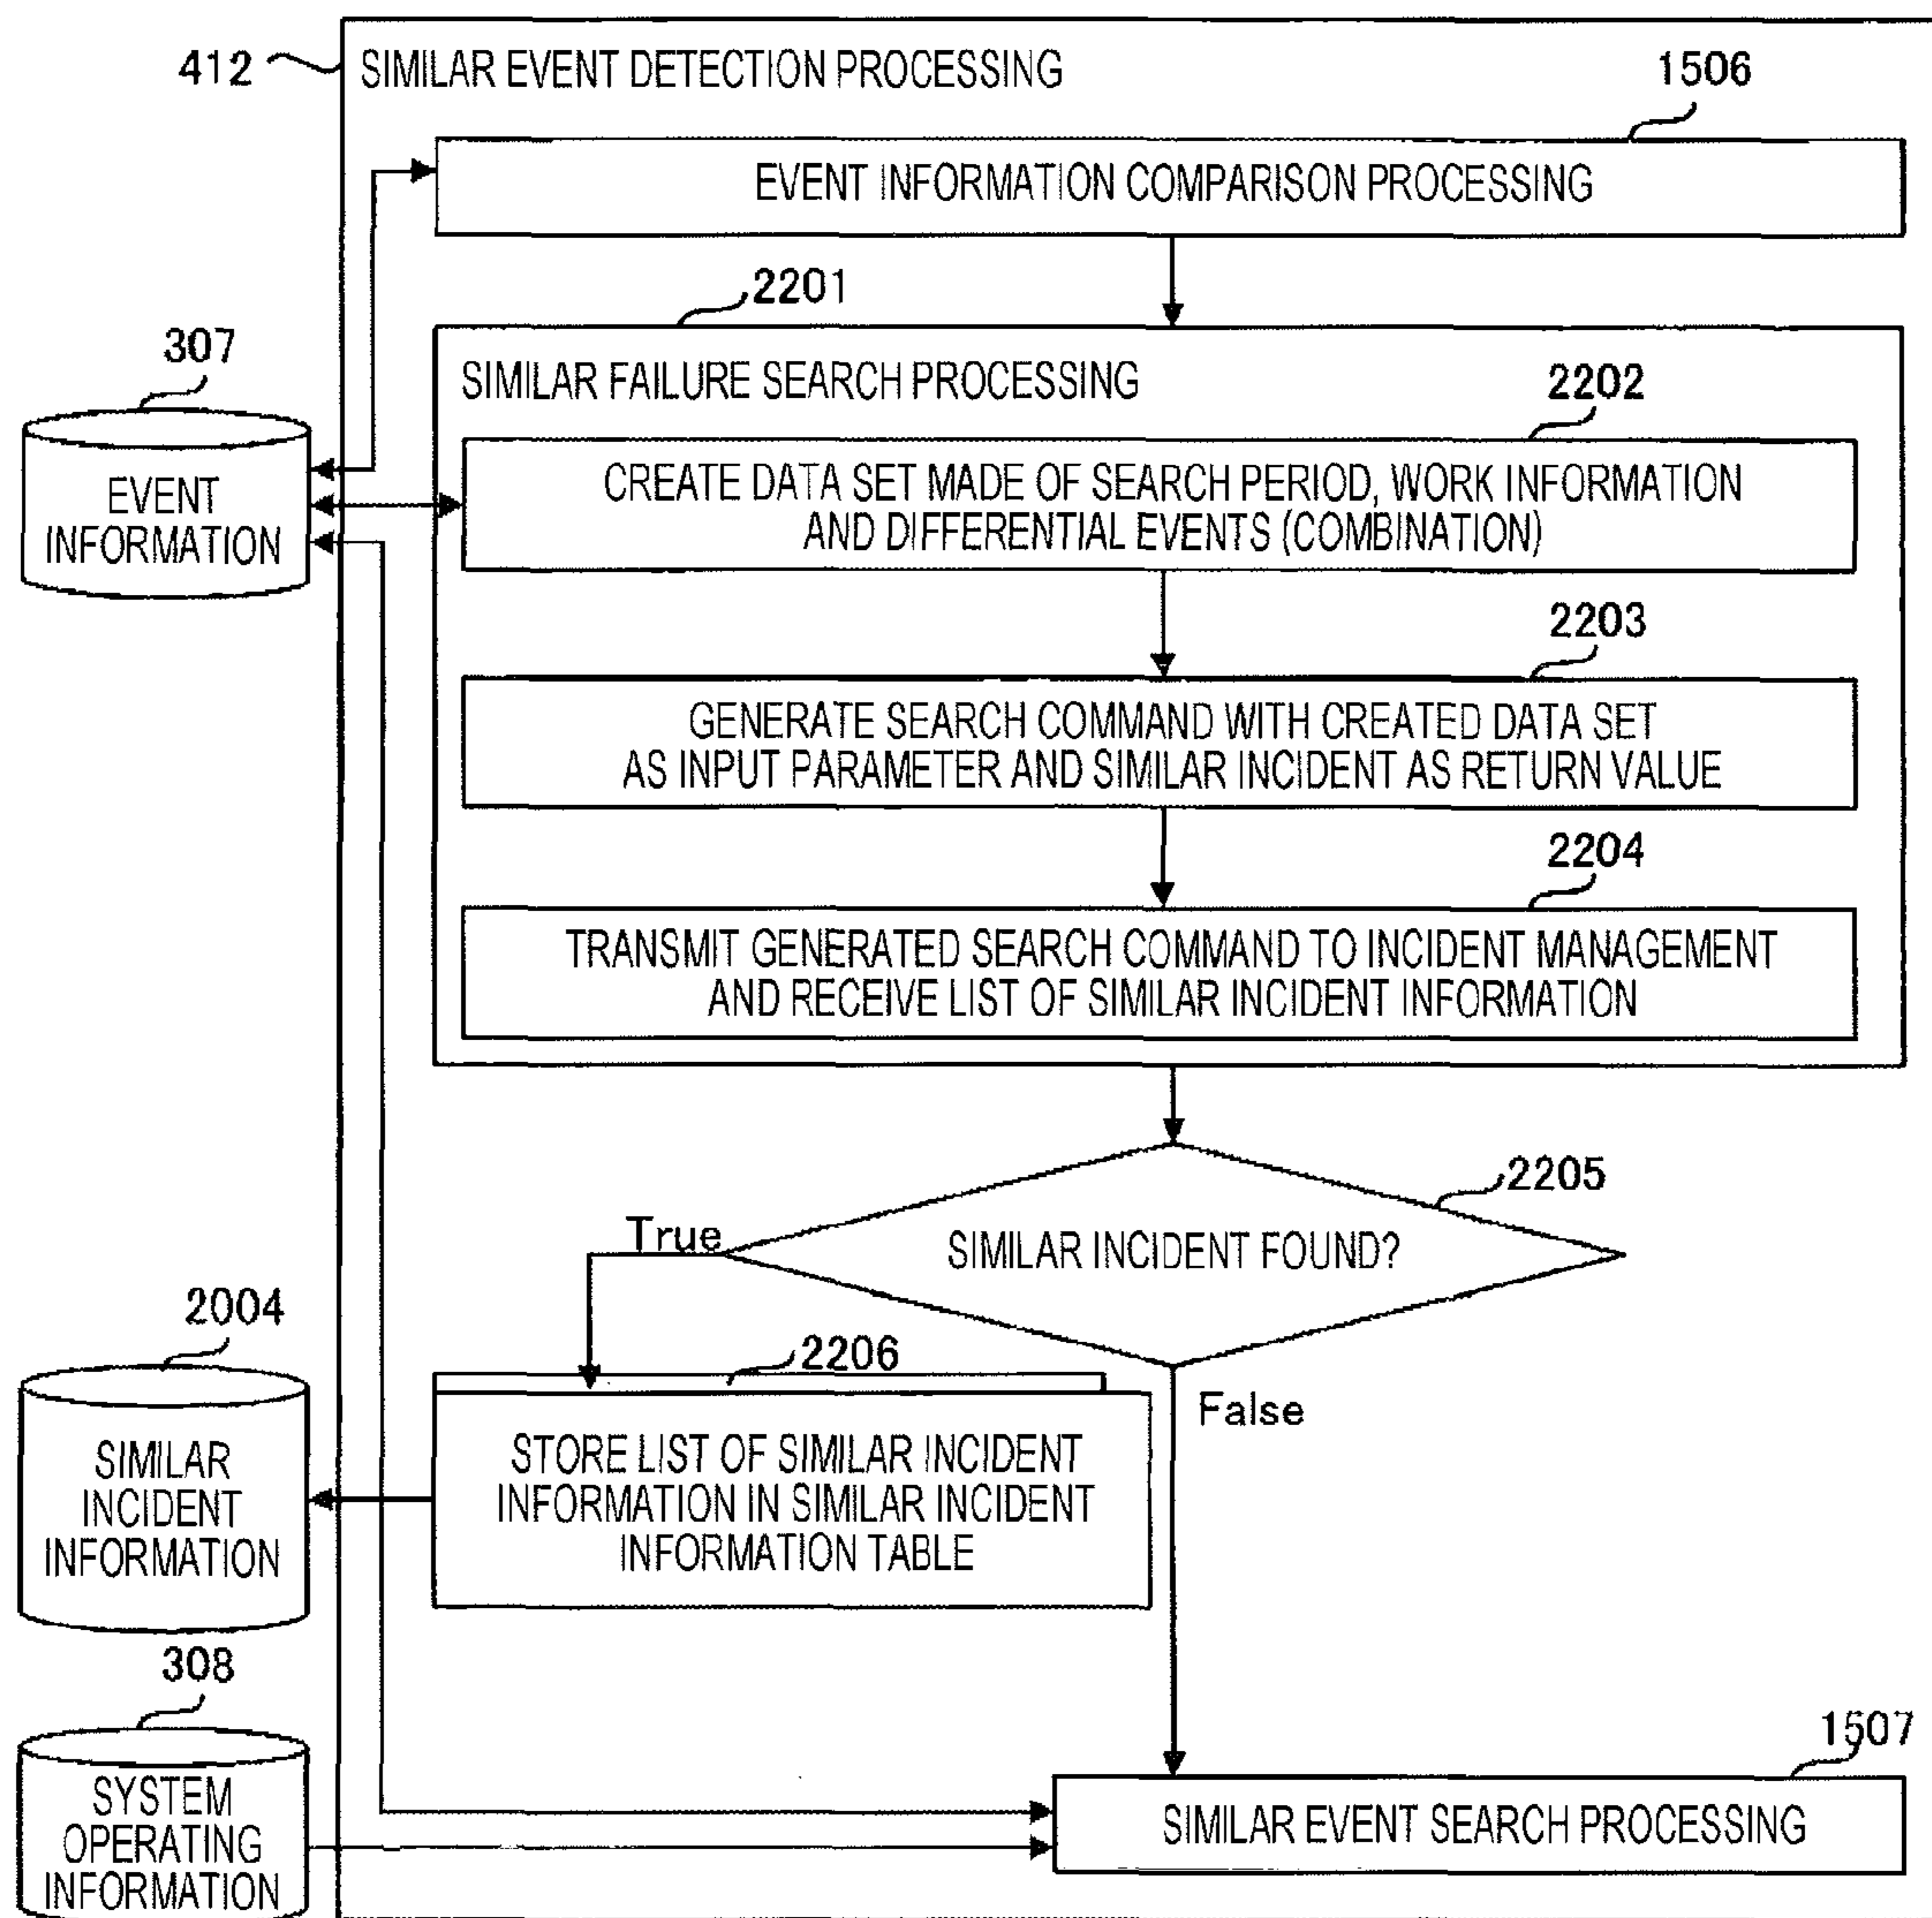 412
SIMILAR EVENT DETECTION PROCESSING
1506
EVENT INFORMATION COMPARISON PROCESSING
2201
307
SIMILAR FAILURE SEARCH PROCESSING
2202
EVENT
INFORMATION
CREATE DATA SET MADE OF SEARCH PERIOD, WORK INFORMATION
AND DIFFERENTIAL EVENTS (COMBINATION)
2203
GENERATE SEARCH COMMAND WITH CREATED DATA SET
AS INPUT PARAMETER AND SIMILAR INCIDENT AS RETURN VALUE
2204
TRANSMIT GENERATED SEARCH COMMAND TO INCIDENT MANAGEMENT
AND RECEIVE LIST OF SIMILAR INCIDENT INFORMATION
2205
True
SIMILAR INCIDENT FOUND?
2004
2206
False
SIMILAR
INCIDENT
INFORMATION
STORE LIST OF SIMILAR INCIDENT
INFORMATION IN SIMILAR INCIDENT
INFORMATION TABLE
308
1507
SYSTEM
OPERATING
INFORMATION
SIMILAR EVENT SEARCH PROCESSING